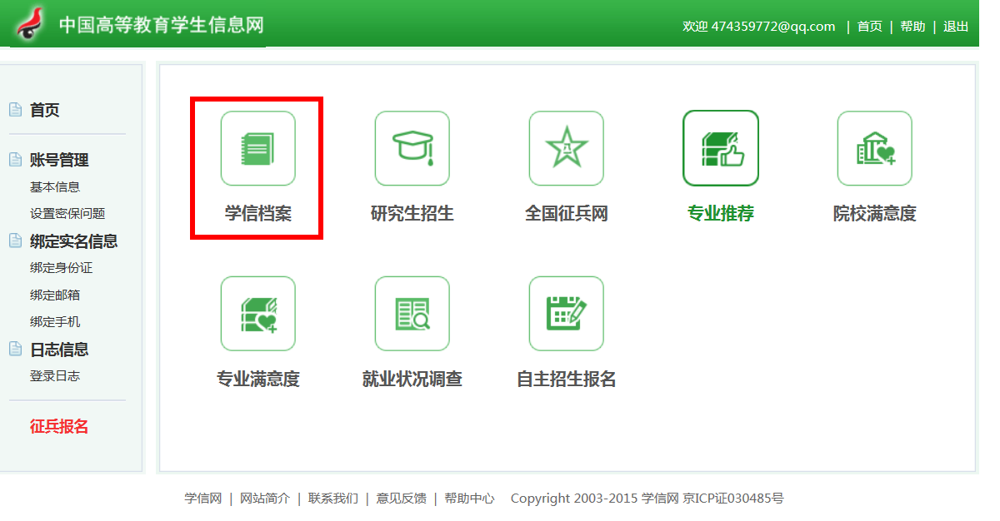 中国高等教育学生信息网
欢迎 474359772@qq.com | 首页 | 帮助 | 退出
首页
账号管理
基本信息
设置密保问题
绑定实名信息
绑定身份证
绑定邮箱
绑定手机
日志信息
登录日志
征兵报名
学信档案 研究生招生 全国征兵网 专业推荐 院校满意度
专业满意度 就业状况调查 自主招生报名
学信网 | 网站简介 | 联系我们 | 意见反馈 | 帮助中心 Copyright 2003-2015 学信网 京ICP证030485号